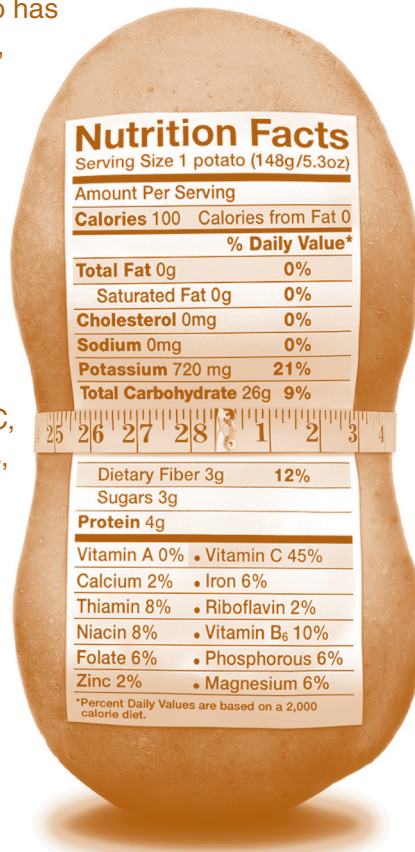 o has
,
Nutrition Facts
Serving Size 1 potato (148g/5.3oz)
Amount Per Serving
Calories 100 Calories from Fat 0
% Daily Value*
Total Fat 0g 0%
Saturated Fat 0g 0%
Cholesterol 0mg 0%
Sodium 0mg 0%
Potassium 720 mg 21%
Total Carbohydrate 26g 9%
C,
25 26 27 28 1 2 3 4
,
Dietary Fiber 3g 12%
Sugars 3g
Protein 4g
Vitamin A 0% • Vitamin C 45%
Calcium 2% • Iron 6%
Thiamin 8% • Riboflavin 2%
Niacin 8% • Vitamin B₆ 10%
Folate 6% • Phosphorous 6%
Zinc 2% • Magnesium 6%
*Percent Daily Values are based on a 2,000
calorie diet.